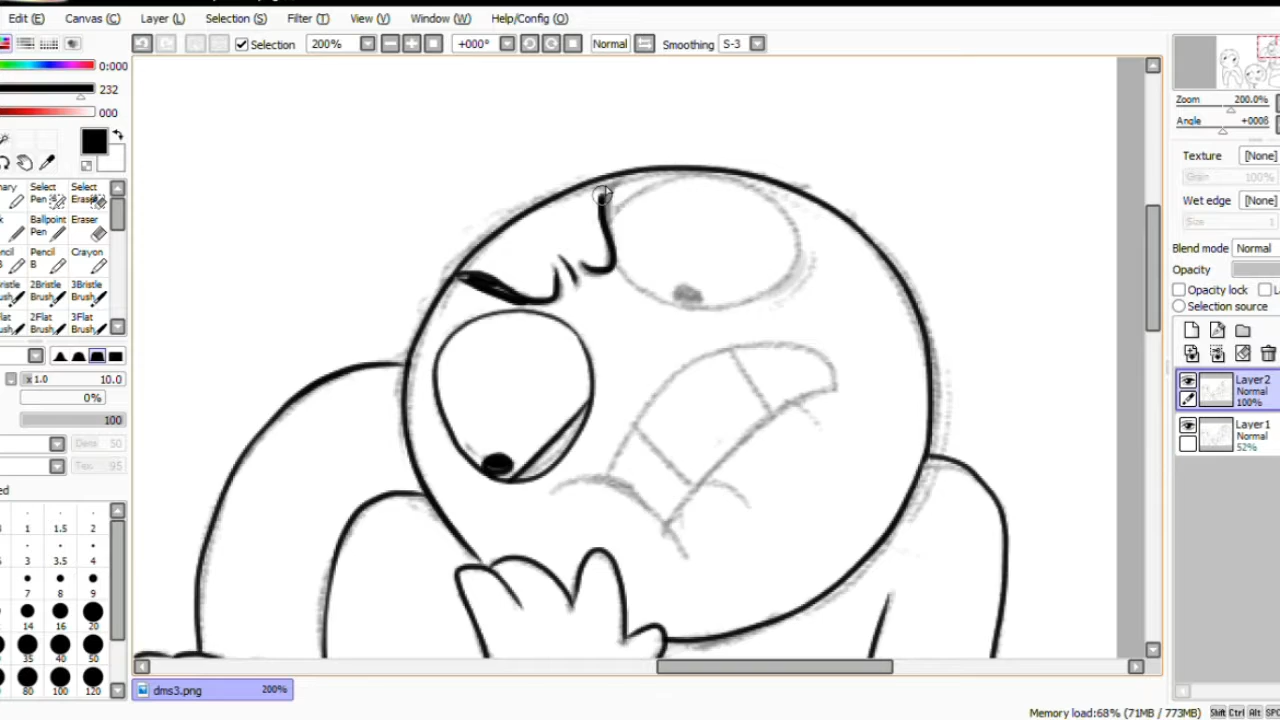 Edit (E) Canvas (C) Layer (L) Selection (S) Filter (T) View (V) Window (W) Help/Config (O)
Selection 200% +000° Normal Smoothing S-3
0:000
232
000
Select Pen Select Eraser
Ballpoint Pen Eraser
Pencil B Crayon
2Bristle Brush 3Bristle Brush
2Flat Brush 3Flat Brush
x1.0 10.0
0%
100
Dens 50
Tex 95
1 1.5 2
3 3.5 4
7 8 9
14 16 20
35 40 50
80 100 120
Zoom 200.0%
Angle
Texture [None]
Grain 100%
Wet edge [None]
Size 1
Blend mode Normal
Opacity
Opacity lock
Selection source
Layer2
Normal
100%
Layer1
Normal
52%
dms3.png 200%
Memory load:68% (71MB / 773MB) Shift Ctrl Alt